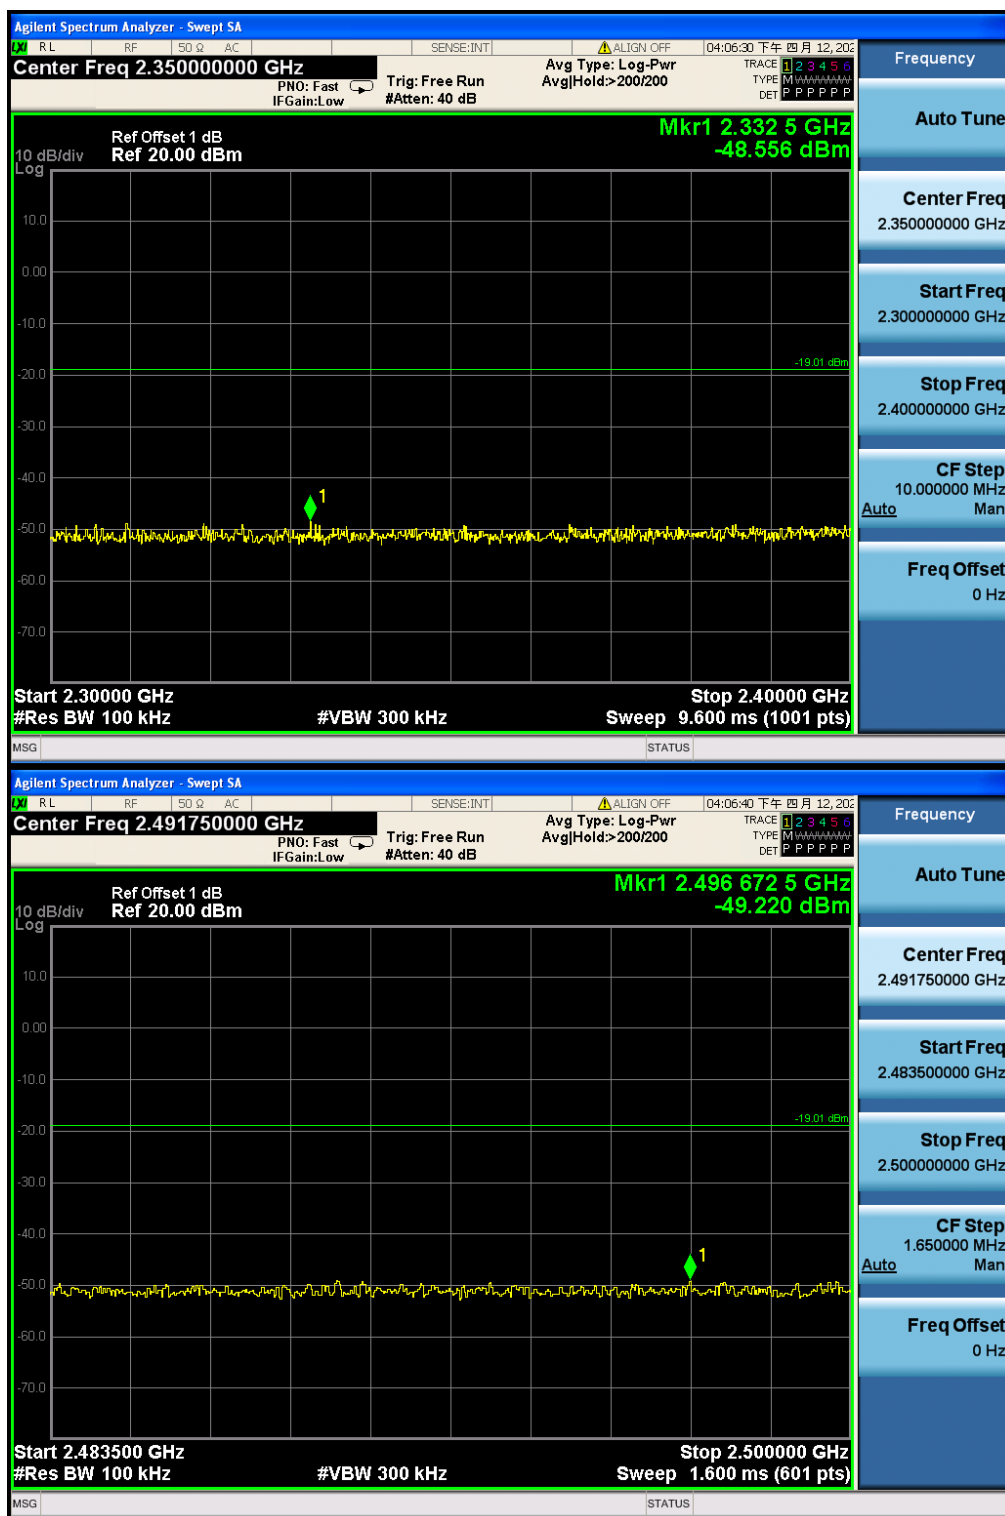 Agilent Spectrum Analyzer - Swept SA
LXI RL RF 50 Ω AC SENSE:INT ALIGN OFF 04:06:30 下午 四月 12, 202
Center Freq 2.350000000 GHz
PNO: Fast
IFGain:Low
Trig: Free Run
#Atten: 40 dB
Avg Type: Log-Pwr
Avg|Hold:>200/200
TRACE 1 2 3 4 5 6
TYPE M
DET P P P P P P
Ref Offset 1 dB
10 dB/div Ref 20.00 dBm
Log
Mkr1 2.332 5 GHz
-48.556 dBm
10.0
0.00
-10.0
-19.01 dBm
-20.0
-30.0
-40.0
1
-50.0
-60.0
-70.0
Start 2.30000 GHz Stop 2.40000 GHz
#Res BW 100 kHz #VBW 300 kHz Sweep 9.600 ms (1001 pts)
MSG STATUS
Frequency
Auto Tune
Center Freq
2.350000000 GHz
Start Freq
2.300000000 GHz
Stop Freq
2.400000000 GHz
CF Step
10.000000 MHz
Auto Man
Freq Offset
0 Hz
Agilent Spectrum Analyzer - Swept SA
LXI RL RF 50 Ω AC SENSE:INT ALIGN OFF 04:06:40 下午 四月 12, 202
Center Freq 2.491750000 GHz
PNO: Fast
IFGain:Low
Trig: Free Run
#Atten: 40 dB
Avg Type: Log-Pwr
Avg|Hold:>200/200
TRACE 1 2 3 4 5 6
TYPE M
DET P P P P P P
Ref Offset 1 dB
10 dB/div Ref 20.00 dBm
Log
Mkr1 2.496 672 5 GHz
-49.220 dBm
10.0
0.00
-10.0
-19.01 dBm
-20.0
-30.0
-40.0
1
-50.0
-60.0
-70.0
Start 2.483500 GHz Stop 2.500000 GHz
#Res BW 100 kHz #VBW 300 kHz Sweep 1.600 ms (601 pts)
MSG STATUS
Frequency
Auto Tune
Center Freq
2.491750000 GHz
Start Freq
2.483500000 GHz
Stop Freq
2.500000000 GHz
CF Step
1.650000 MHz
Auto Man
Freq Offset
0 Hz